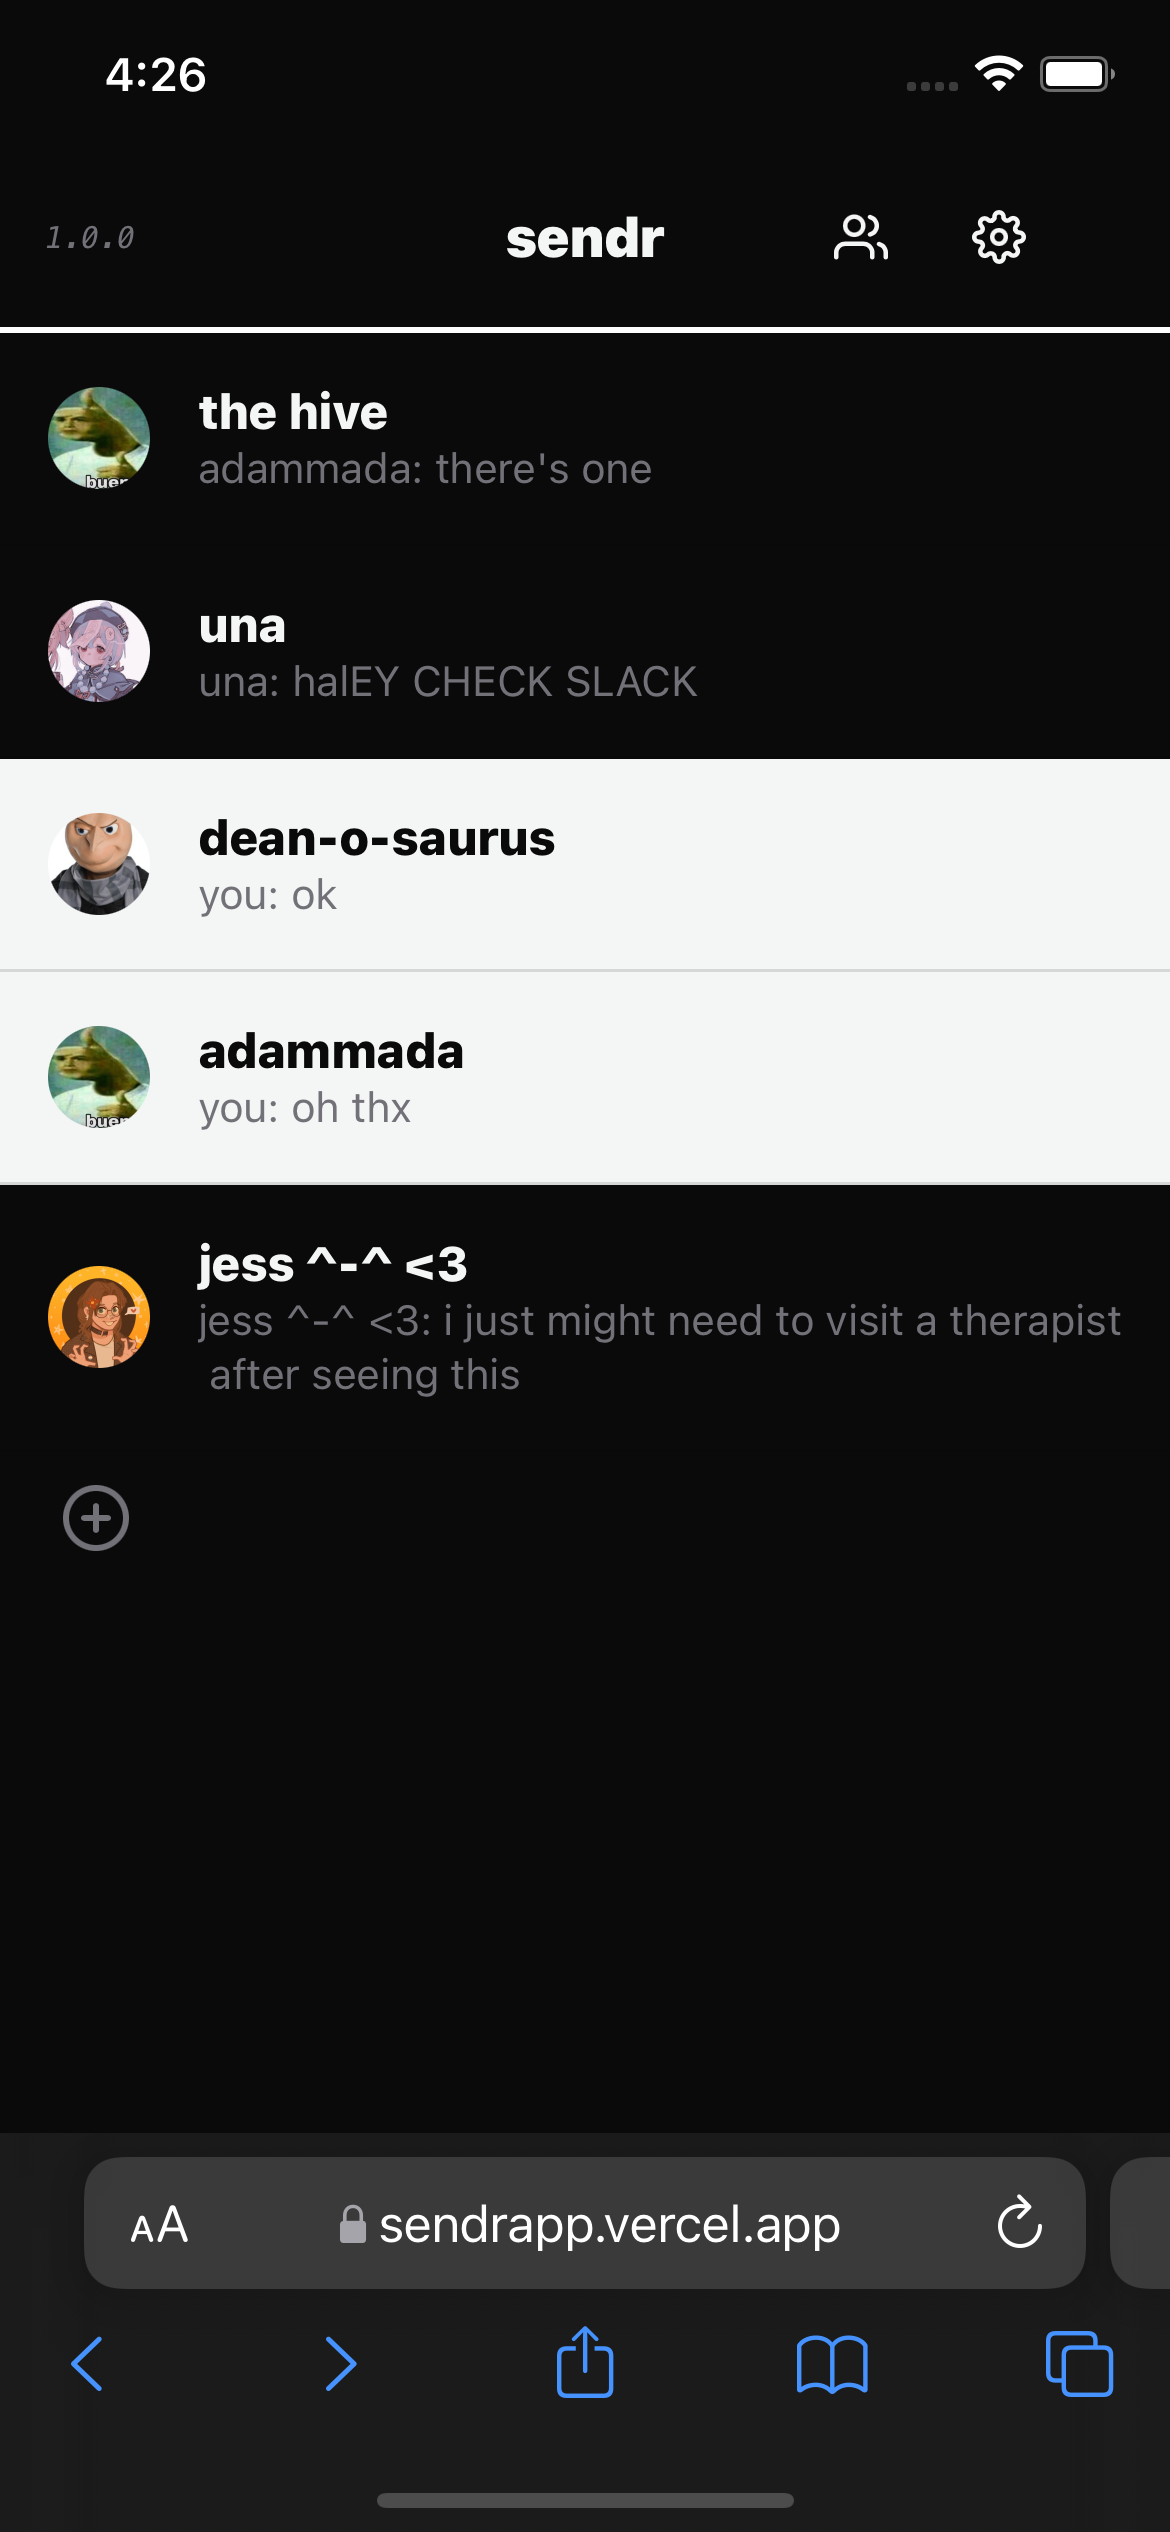 4:26
1.0.0
sendr
the hive
adammada: there's one
una
una: halEY CHECK SLACK
dean-o-saurus
you: ok
adammada
you: oh thx
jess ^-^ <3
jess ^-^ <3: i just might need to visit a therapist
after seeing this
AA
sendrapp.vercel.app